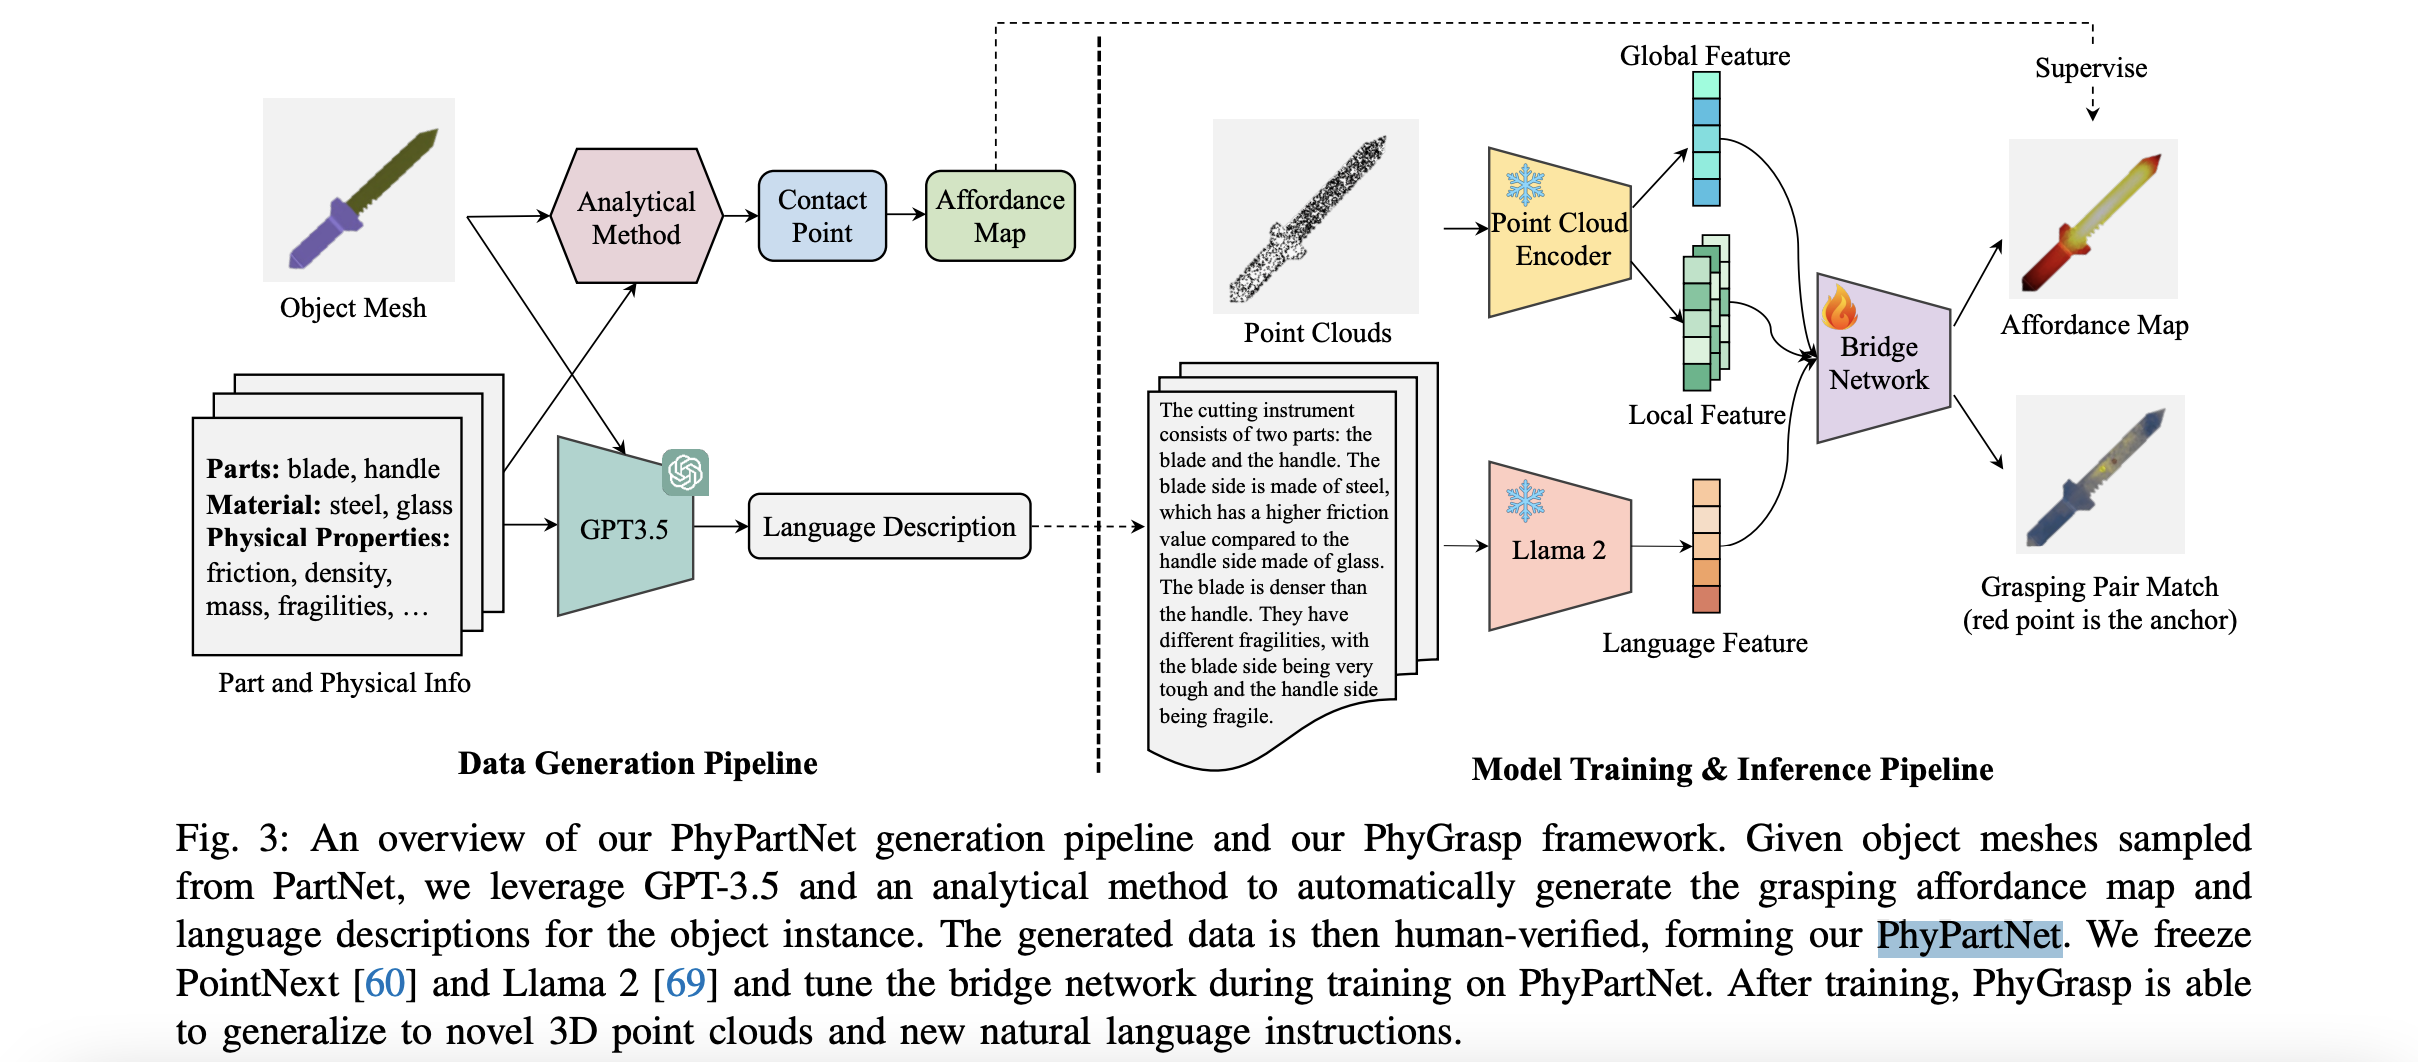 Object Mesh
Parts: blade, handle
Material: steel, glass
Physical Properties:
friction, density,
mass, fragilities, …
Part and Physical Info
Analytical
Method
Contact
Point
Affordance
Map
GPT3.5
Language Description
Data Generation Pipeline
Point Clouds
The cutting instrument
consists of two parts: the
blade and the handle. The
blade side is made of steel,
which has a higher friction
value compared to the
handle side made of glass.
The blade is denser than
the handle. They have
different fragilities, with
the blade side being very
tough and the handle side
being fragile.
Point Cloud
Encoder
Llama 2
Global Feature
Local Feature
Language Feature
Bridge
Network
Supervise
Affordance Map
Grasping Pair Match
(red point is the anchor)
Model Training & Inference Pipeline
Fig. 3: An overview of our PhyPartNet generation pipeline and our PhyGrasp framework. Given object meshes sampled
from PartNet, we leverage GPT-3.5 and an analytical method to automatically generate the grasping affordance map and
language descriptions for the object instance. The generated data is then human-verified, forming our PhyPartNet. We freeze
PointNext [60] and Llama 2 [69] and tune the bridge network during training on PhyPartNet. After training, PhyGrasp is able
to generalize to novel 3D point clouds and new natural language instructions.